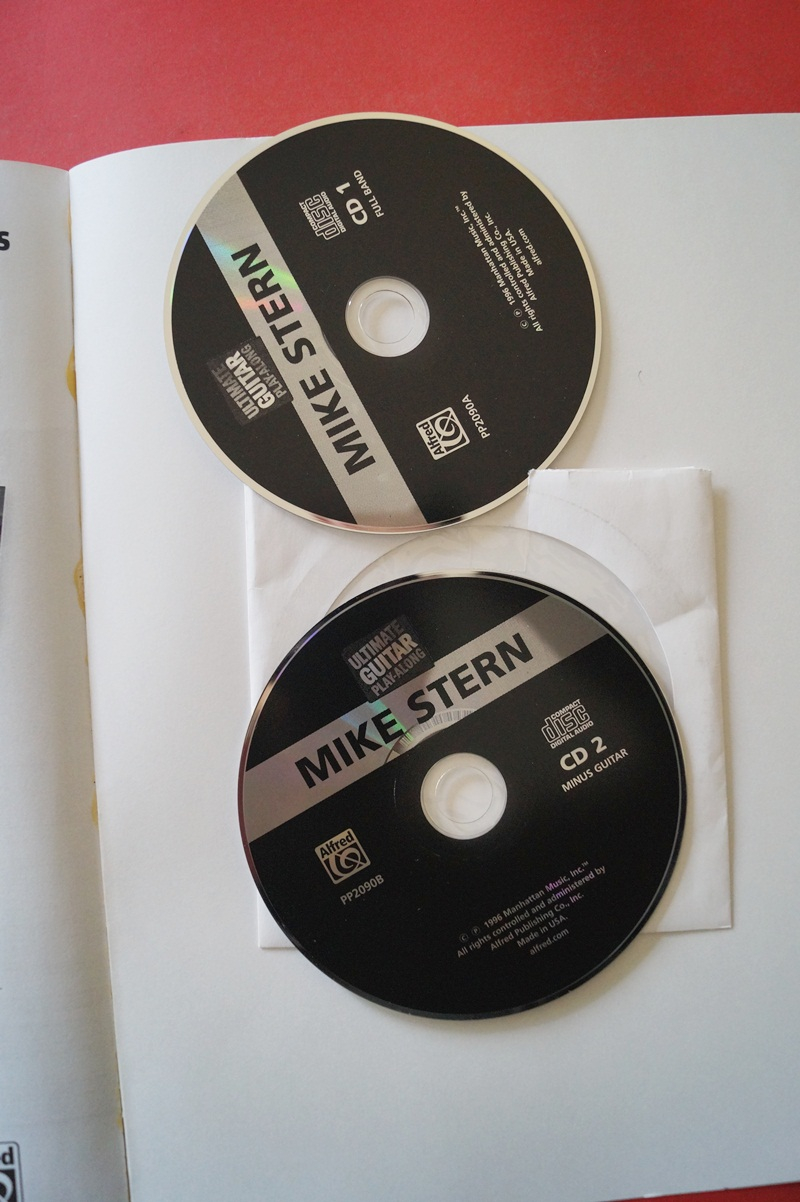 s
CD 1
FULL BAND
COMPACT
disc
DIGITAL AUDIO
ULTIMATE
GUITAR
PLAY-ALONG
MIKE STERN
Alfred
PP2090A
© ℗ 1996 Manhattan Music, Inc.™
All rights controlled and administered by
Alfred Publishing Co., Inc.
Made in USA.
alfred.com
ULTIMATE
GUITAR
PLAY-ALONG
MIKE STERN
COMPACT
disc
DIGITAL AUDIO
CD 2
MINUS GUITAR
Alfred
PP2090B
© ℗ 1996 Manhattan Music, Inc.™
All rights controlled and administered by
Alfred Publishing Co., Inc.
Made in USA.
alfred.com
d